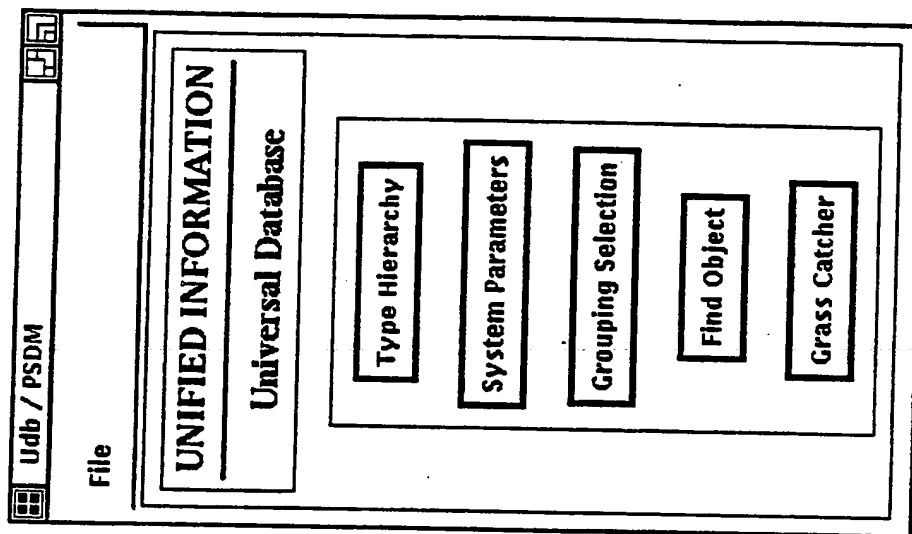 Udb / PSDM
File
UNIFIED INFORMATION
Universal Database
Type Hierarchy
System Parameters
Grouping Selection
Find Object
Grass Catcher